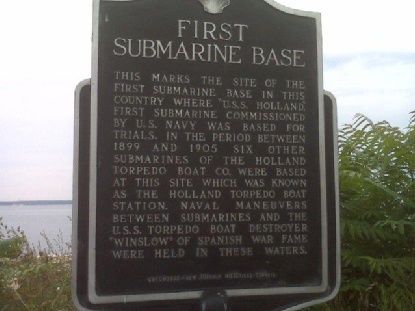 FIRST
SUBMARINE BASE
THIS MARKS THE SITE OF THE
FIRST SUBMARINE BASE IN THIS
COUNTRY WHERE "U.S.S. HOLLAND,"
FIRST SUBMARINE COMMISSIONED
BY U.S. NAVY WAS BASED FOR
TRIALS. IN THE PERIOD BETWEEN
1899 AND 1905 SIX OTHER
SUBMARINES OF THE HOLLAND
TORPEDO BOAT CO. WERE BASED
AT THIS SITE WHICH WAS KNOWN
AS THE HOLLAND TORPEDO BOAT
STATION. NAVAL MANEUVERS
BETWEEN SUBMARINES AND THE
U.S. TORPEDO BOAT DESTROYER
"WINSLOW" OF SPANISH WAR FAME
WERE HELD IN THESE WATERS.